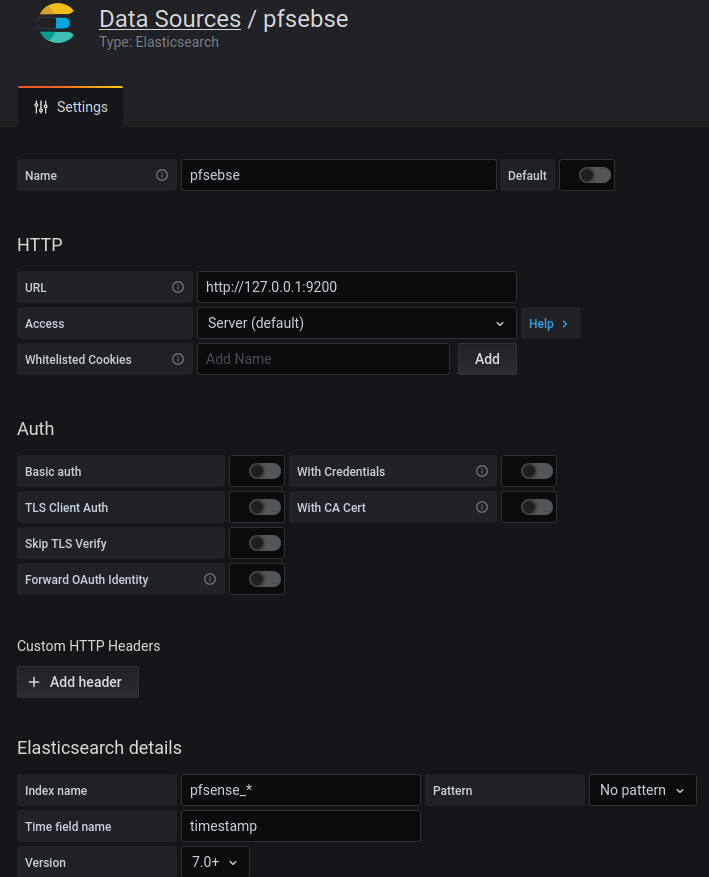 Data Sources / pfsebse
Type: Elasticsearch
Settings
Name pfsebse Default
HTTP
URL http://127.0.0.1:9200
Access Server (default) Help >
Whitelisted Cookies Add Name Add
Auth
Basic auth With Credentials
TLS Client Auth With CA Cert
Skip TLS Verify
Forward OAuth Identity
Custom HTTP Headers
+ Add header
Elasticsearch details
Index name pfsense_* Pattern No pattern
Time field name timestamp
Version 7.0+